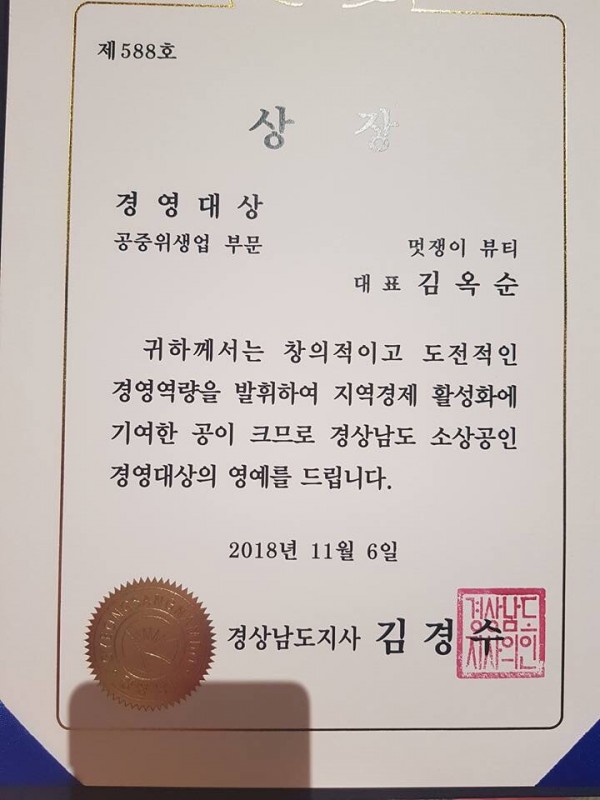 제588호
상 장
경영대상
공중위생업 부문
멋쟁이 뷰티
대표 김옥순
귀하께서는 창의적이고 도전적인
경영역량을 발휘하여 지역경제 활성화에
기여한 공이 크므로 경상남도 소상공인
경영대상의 영예를 드립니다.
2018년 11월 6일
경상남도지사 김경수
경상남도
지사의인